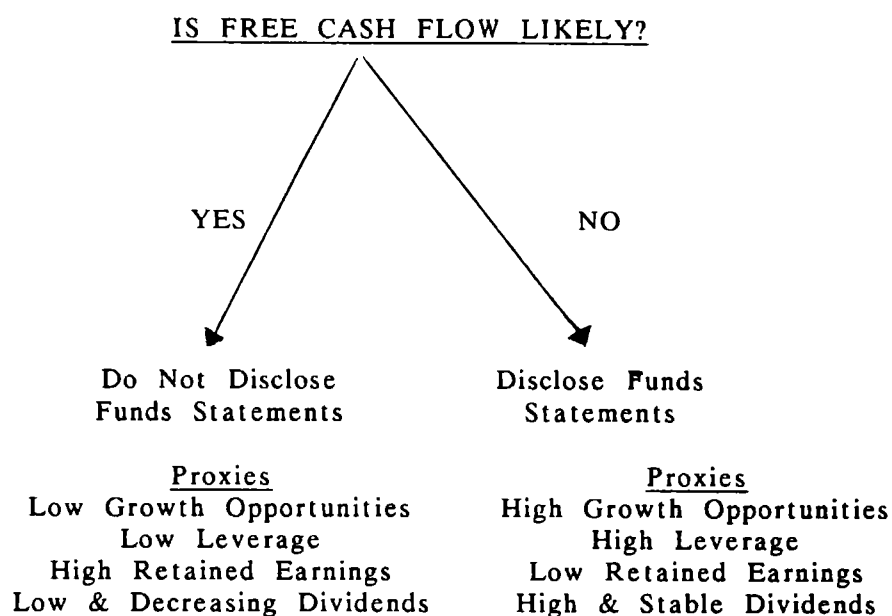 IS FREE CASH FLOW LIKELY?
YES
NO
Do Not Disclose
Funds Statements
Disclose Funds
Statements
Proxies
Low Growth Opportunities
Low Leverage
High Retained Earnings
Low & Decreasing Dividends
Proxies
High Growth Opportunities
High Leverage
Low Retained Earnings
High & Stable Dividends